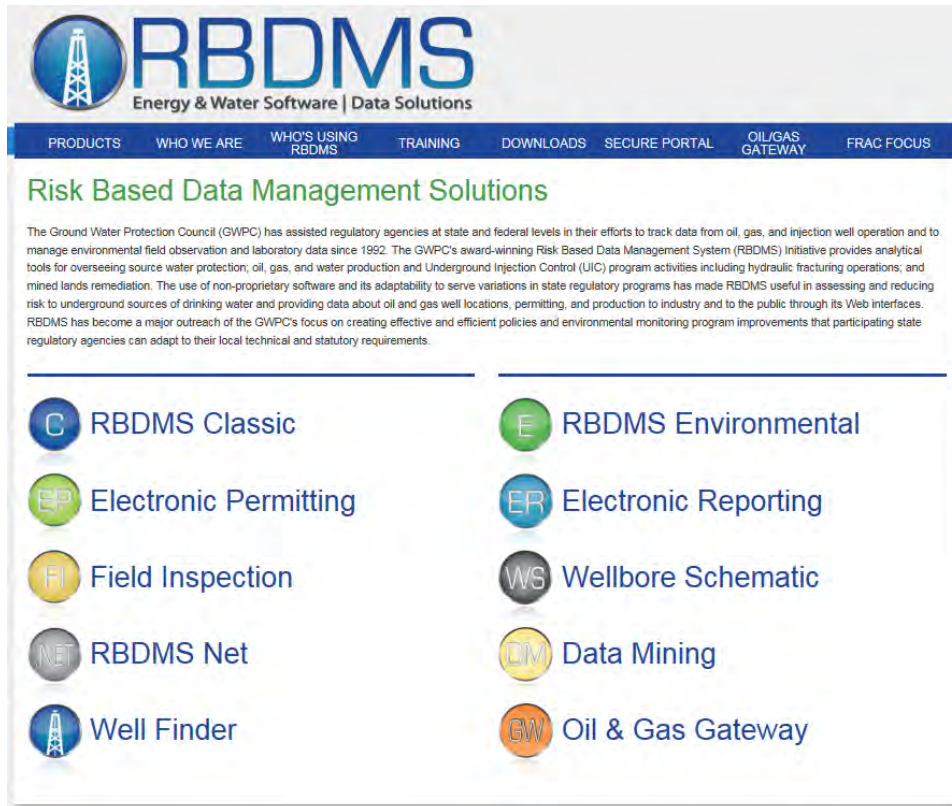 RBDMS
Energy & Water Software | Data Solutions
PRODUCTS WHO WE ARE WHO'S USING RBDMS TRAINING DOWNLOADS SECURE PORTAL OIL/GAS GATEWAY FRAC FOCUS
Risk Based Data Management Solutions
The Ground Water Protection Council (GWPC) has assisted regulatory agencies at state and federal levels in their efforts to track data from oil, gas, and injection well operation and to
manage environmental field observation and laboratory data since 1992. The GWPC's award-winning Risk Based Data Management System (RBDMS) Initiative provides analytical
tools for overseeing source water protection; oil, gas, and water production and Underground Injection Control (UIC) program activities including hydraulic fracturing operations; and
mined lands remediation. The use of non-proprietary software and its adaptability to serve variations in state regulatory programs has made RBDMS useful in assessing and reducing
risk to underground sources of drinking water and providing data about oil and gas well locations, permitting, and production to industry and to the public through its Web interfaces.
RBDMS has become a major outreach of the GWPC's focus on creating effective and efficient policies and environmental monitoring program improvements that participating state
regulatory agencies can adapt to their local technical and statutory requirements.
C RBDMS Classic
E RBDMS Environmental
EP Electronic Permitting
ER Electronic Reporting
FI Field Inspection
WS Wellbore Schematic
.NET RBDMS Net
DM Data Mining
Well Finder
GW Oil & Gas Gateway